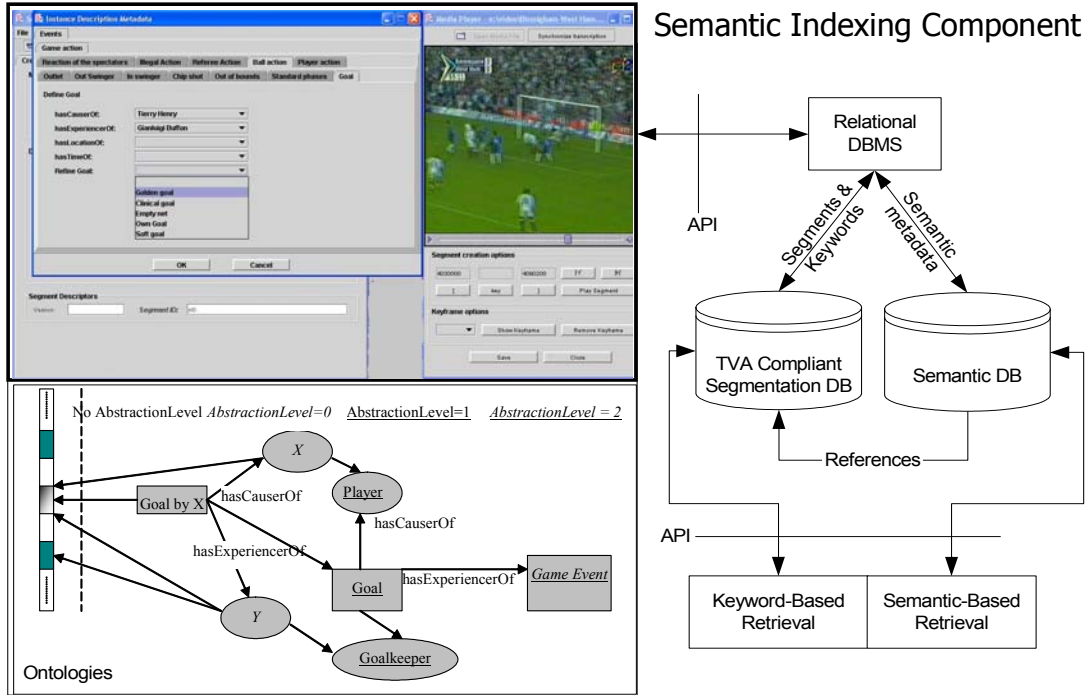 Semantic Indexing Component
Instance Description Metadata
Events
Game action
Reaction of the spectators Illegal Action Referee Action Ball action Player action
Outlet Out Swinger In swinger Chip shot Out of bounds Standard phases Goal
Define Goal
hasCauserOf: Tierry Henry
hasExperiencerOf: Gianluigi Buffon
hasLocationOf:
hasTimeOf:
Refine Goal:
Golden goal
Clinical goal
Empty net
Own Goal
Soft goal
OK Cancel
Segment Descriptors
Version Segment ID:
Media Player
Open Media File Synchronize transcription
Segment creation options
[ key ] Play Segment
Keyframe options
Show Keyframe Remove Keyframe
Save Close
No AbstractionLevel AbstractionLevel=0 AbstractionLevel=1 AbstractionLevel = 2
X
Goal by X
hasCauserOf
Player
hasCauserOf
hasExperiencerOf
Goal
hasExperiencerOf
Game Event
Y
Goalkeeper
Ontologies
Relational
DBMS
API
Segments &
Keywords
Semantic
metadata
TVA Compliant
Segmentation DB
Semantic DB
References
API
Keyword-Based
Retrieval
Semantic-Based
Retrieval